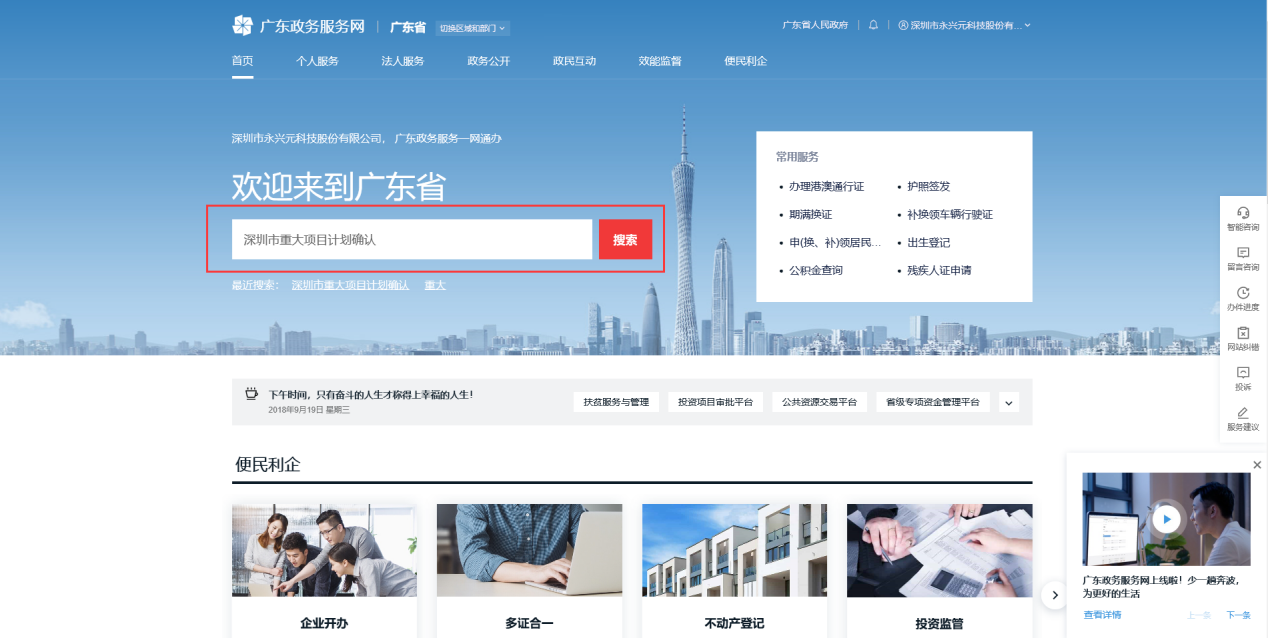 广东政务服务网 | 广东省 切换区域和部门
广东省人民政府 | | 深圳市永兴元科技股份有...
首页 个人服务 法人服务 政务公开 政民互动 效能监督 便民利企
深圳市永兴元科技股份有限公司， 广东政务服务一网通办
欢迎来到广东省
深圳市重大项目计划确认 搜索
最近搜索： 深圳市重大项目计划确认 重大
常用服务
• 办理港澳通行证 • 护照签发
• 期满换证 • 补换领车辆行驶证
• 申(换、补)领居民... • 出生登记
• 公积金查询 • 残疾人证申请
智能咨询
留言咨询
办件进度
网站纠错
投诉
服务建议
下午时间，只有奋斗的人生才称得上幸福的人生！
2018年9月19日 星期三
扶贫服务与管理 投资项目审批平台 公共资源交易平台 省级专项资金管理平台
便民利企
企业开办 多证合一 不动产登记 投资监管
广东政务服务网上线啦！少一趟奔波，
为更好的生活
查看详情 上一条 下一条